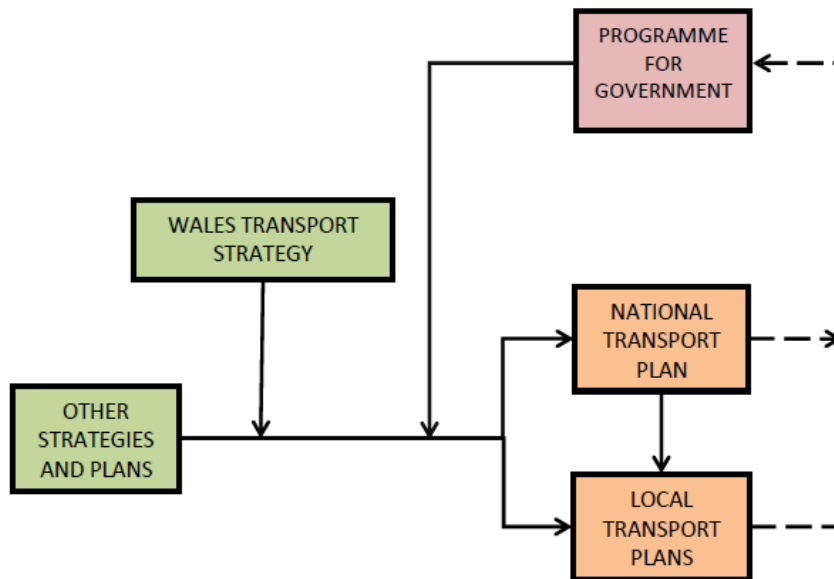 PROGRAMME
FOR
GOVERNMENT
WALES TRANSPORT
STRATEGY
NATIONAL
TRANSPORT
PLAN
OTHER
STRATEGIES
AND PLANS
LOCAL
TRANSPORT
PLANS